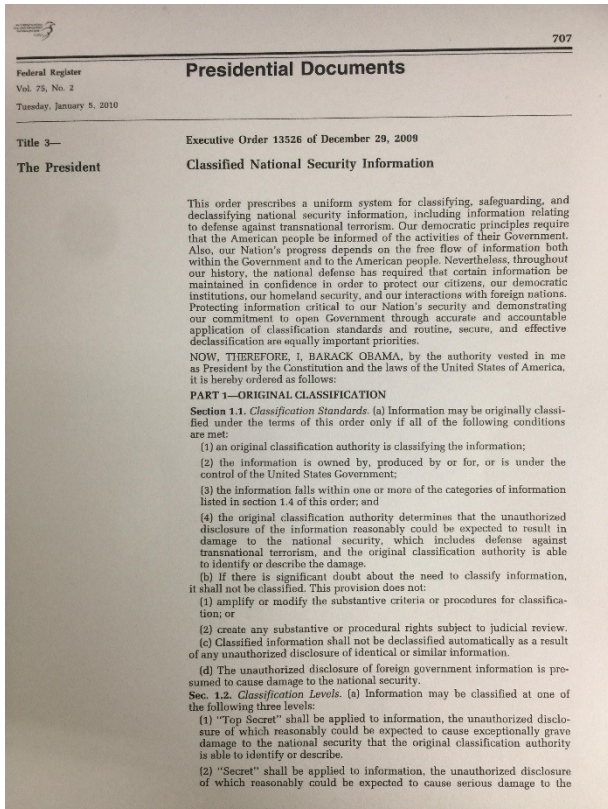 707
Federal Register
Vol. 75, No. 2
Tuesday, January 5, 2010
Presidential Documents
Title 3—
The President
Executive Order 13526 of December 29, 2009
Classified National Security Information
This order prescribes a uniform system for classifying, safeguarding, and
declassifying national security information, including information relating
to defense against transnational terrorism. Our democratic principles require
that the American people be informed of the activities of their Government.
Also, our Nation's progress depends on the free flow of information both
within the Government and to the American people. Nevertheless, throughout
our history, the national defense has required that certain information be
maintained in confidence in order to protect our citizens, our democratic
institutions, our homeland security, and our interactions with foreign nations.
Protecting information critical to our Nation's security and demonstrating
our commitment to open Government through accurate and accountable
application of classification standards and routine, secure, and effective
declassification are equally important priorities.
NOW, THEREFORE, I, BARACK OBAMA, by the authority vested in me
as President by the Constitution and the laws of the United States of America,
it is hereby ordered as follows:
PART 1—ORIGINAL CLASSIFICATION
Section 1.1. Classification Standards. (a) Information may be originally classi-
fied under the terms of this order only if all of the following conditions
are met:
(1) an original classification authority is classifying the information;
(2) the information is owned by, produced by or for, or is under the
control of the United States Government;
(3) the information falls within one or more of the categories of information
listed in section 1.4 of this order; and
(4) the original classification authority determines that the unauthorized
disclosure of the information reasonably could be expected to result in
damage to the national security, which includes defense against
transnational terrorism, and the original classification authority is able
to identify or describe the damage.
(b) If there is significant doubt about the need to classify information,
it shall not be classified. This provision does not:
(1) amplify or modify the substantive criteria or procedures for classifica-
tion; or
(2) create any substantive or procedural rights subject to judicial review.
(c) Classified information shall not be declassified automatically as a result
of any unauthorized disclosure of identical or similar information.
(d) The unauthorized disclosure of foreign government information is pre-
sumed to cause damage to the national security.
Sec. 1.2. Classification Levels. (a) Information may be classified at one of
the following three levels:
(1) "Top Secret" shall be applied to information, the unauthorized disclo-
sure of which reasonably could be expected to cause exceptionally grave
damage to the national security that the original classification authority
is able to identify or describe.
(2) "Secret" shall be applied to information, the unauthorized disclosure
of which reasonably could be expected to cause serious damage to the